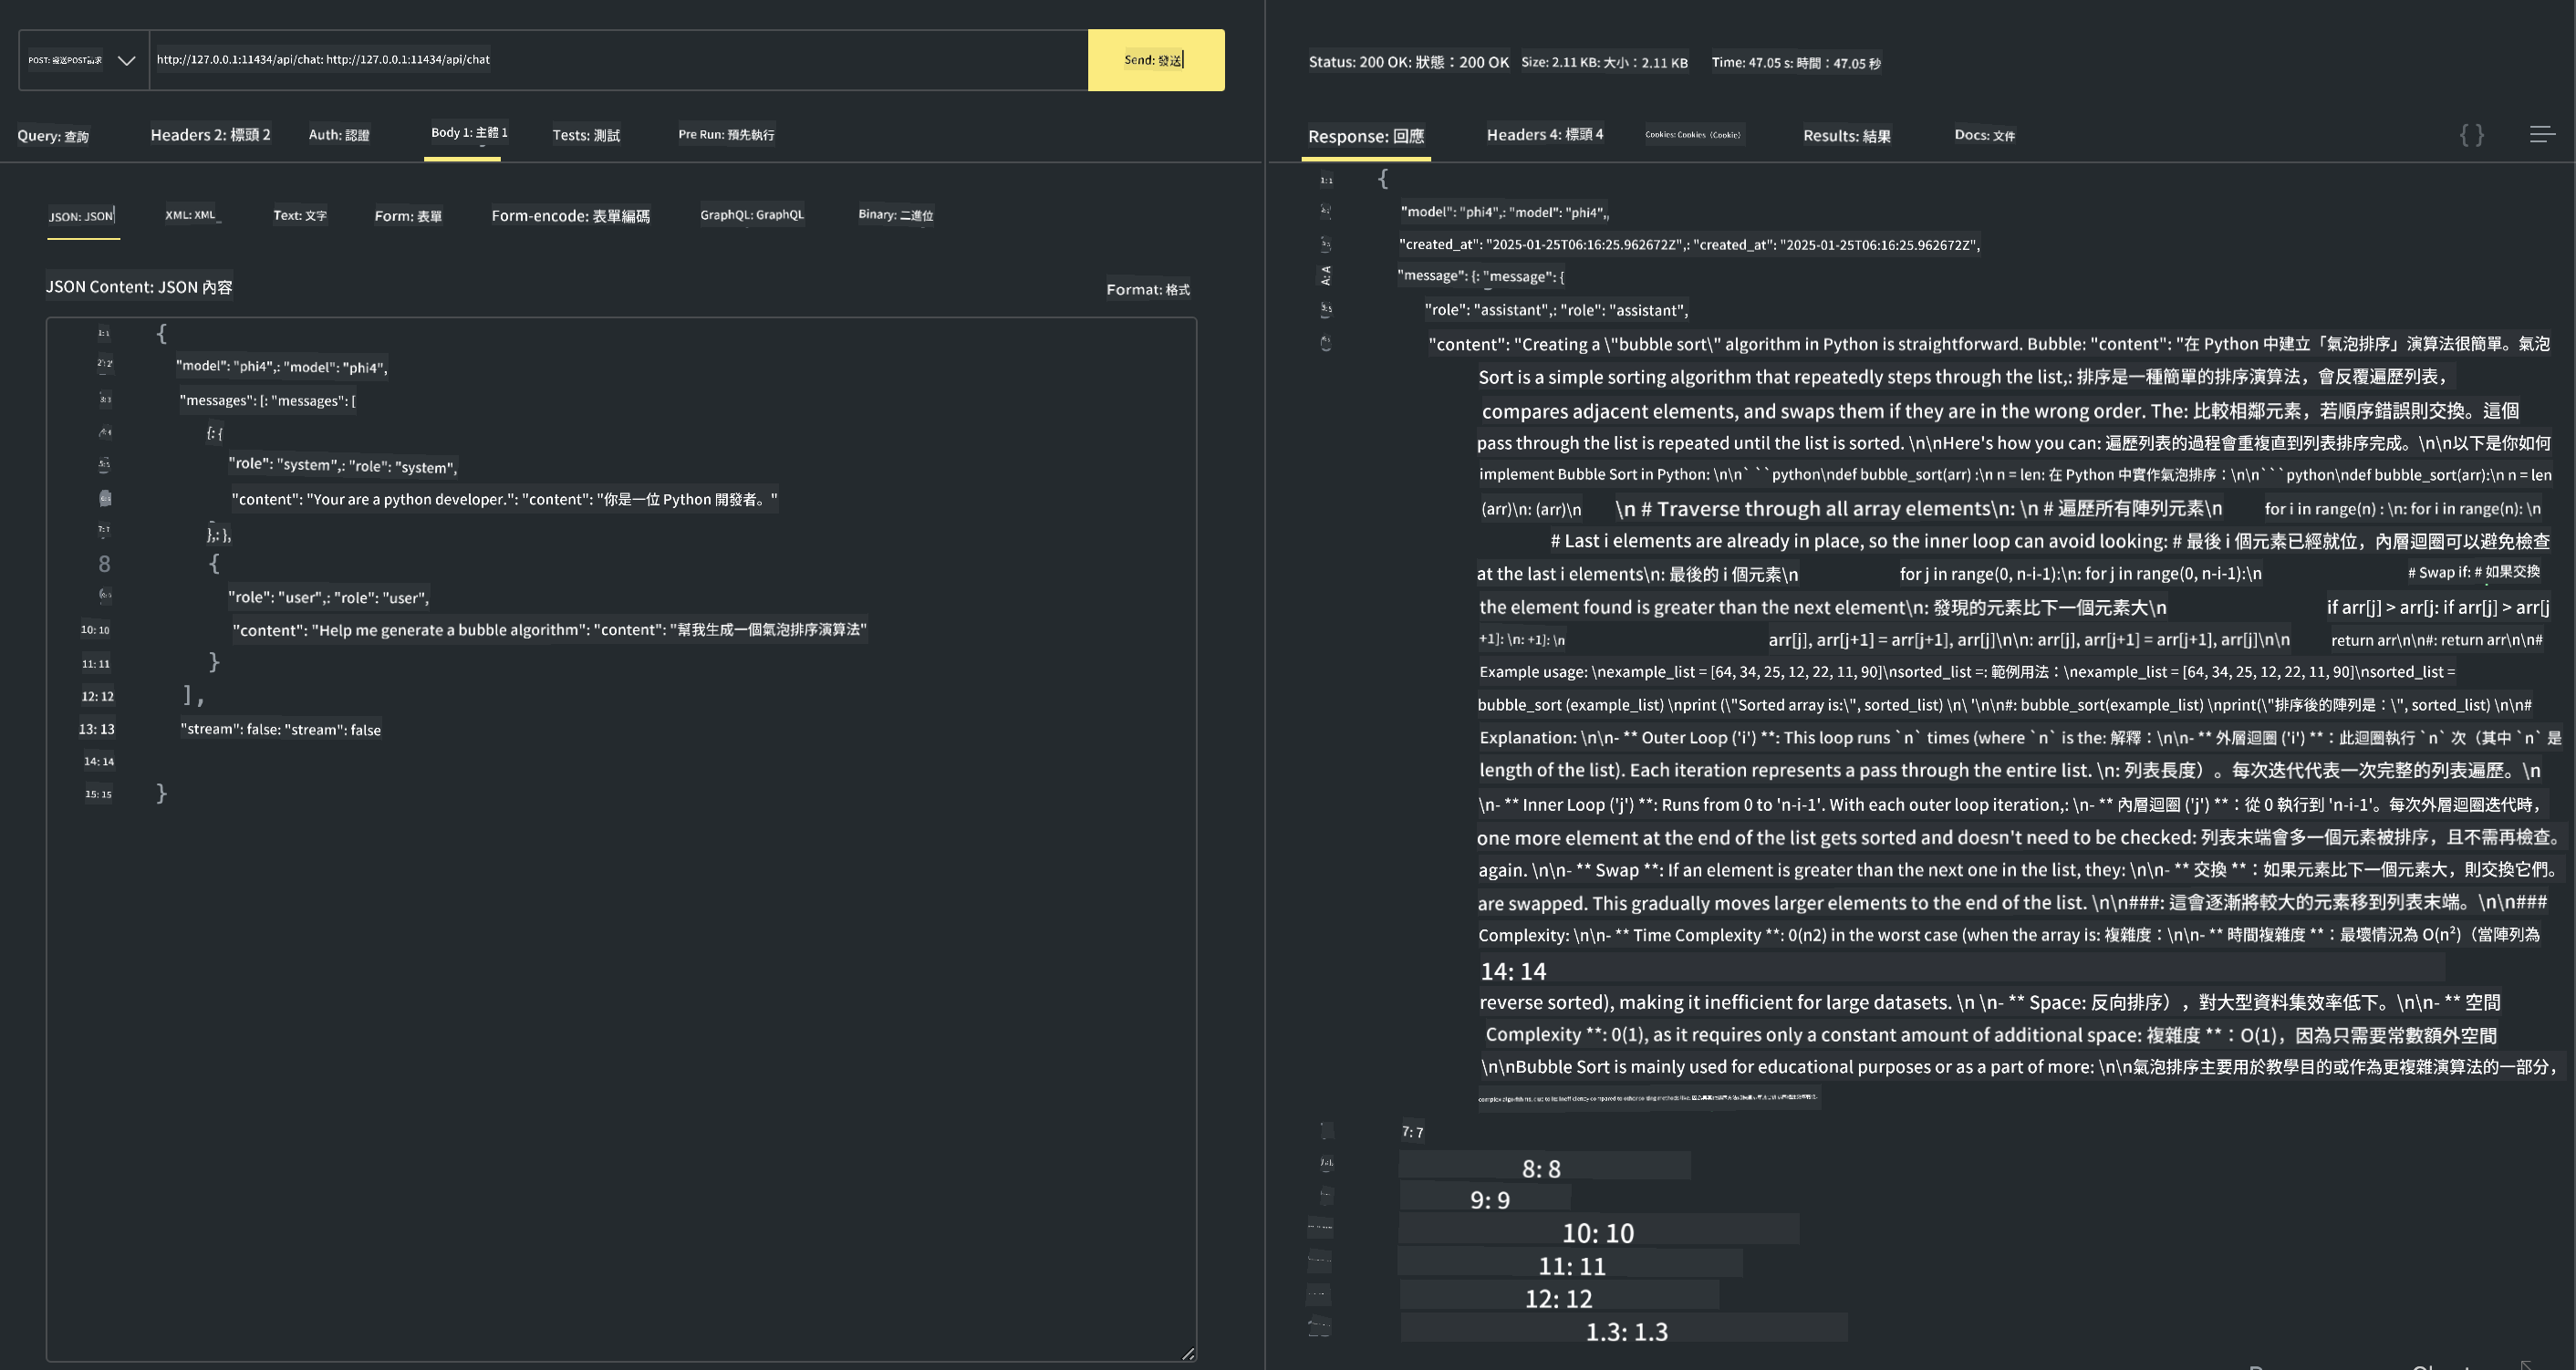 POST: 發送POST請求
http://127.0.0.1:11434/api/chat: http://127.0.0.1:11434/api/chat
Send: 發送
Query: 查詢
Headers 2: 標頭 2
Auth: 認證
Body 1: 主體 1
Tests: 測試
Pre Run: 預先執行
JSON: JSON
XML: XML
Text: 文字
Form: 表單
Form-encode: 表單編碼
GraphQL: GraphQL
Binary: 二進位
JSON Content: JSON 內容
Format: 格式
1: 1 {
2: 2 "model": "phi4",: "model": "phi4",
3: 3 "messages": [: "messages": [
4: 4 {: {
5: 5 "role": "system",: "role": "system",
"content": "Your are a python developer.": "content": "你是一位 Python 開發者。"
7: 7 },: },
8 {
"role": "user",: "role": "user",
10: 10 "content": "Help me generate a bubble algorithm": "content": "幫我生成一個氣泡排序演算法"
11: 11 }
12: 12 ],
13: 13 "stream": false: "stream": false
14: 14
15: 15 }
Status: 200 OK: 狀態：200 OK
Size: 2.11 KB: 大小：2.11 KB
Time: 47.05 s: 時間：47.05 秒
Response: 回應
Headers 4: 標頭 4
Cookies: Cookies（Cookie）
Results: 結果
Docs: 文件
{ }
1: 1 {
"model": "phi4",: "model": "phi4",,
"created_at": "2025-01-25T06:16:25.962672Z",: "created_at": "2025-01-25T06:16:25.962672Z",
A: A "message": {: "message": {
5: 5 "role": "assistant",: "role": "assistant",
"content": "Creating a \"bubble sort\" algorithm in Python is straightforward. Bubble: "content": "在 Python 中建立「氣泡排序」演算法很簡單。氣泡
Sort is a simple sorting algorithm that repeatedly steps through the list,: 排序是一種簡單的排序演算法，會反覆遍歷列表，
compares adjacent elements, and swaps them if they are in the wrong order. The: 比較相鄰元素，若順序錯誤則交換。這個
pass through the list is repeated until the list is sorted. \n\nHere's how you can: 遍歷列表的過程會重複直到列表排序完成。\n\n以下是你如何
implement Bubble Sort in Python: \n\n` ``python\ndef bubble_sort(arr) :\n n = len: 在 Python 中實作氣泡排序：\n\n```python\ndef bubble_sort(arr):\n n = len
(arr)\n: (arr)\n \n # Traverse through all array elements\n: \n # 遍歷所有陣列元素\n for i in range(n) : \n: for i in range(n): \n
# Last i elements are already in place, so the inner loop can avoid looking: # 最後 i 個元素已經就位，內層迴圈可以避免檢查
at the last i elements\n: 最後的 i 個元素\n for j in range(0, n-i-1):\n: for j in range(0, n-i-1):\n # Swap if: # 如果交換
the element found is greater than the next element\n: 發現的元素比下一個元素大\n if arr[j] > arr[j: if arr[j] > arr[j
+1]: \n: +1]: \n arr[j], arr[j+1] = arr[j+1], arr[j]\n\n: arr[j], arr[j+1] = arr[j+1], arr[j]\n\n return arr\n\n#: return arr\n\n#
Example usage: \nexample_list = [64, 34, 25, 12, 22, 11, 90]\nsorted_list =: 範例用法：\nexample_list = [64, 34, 25, 12, 22, 11, 90]\nsorted_list =
bubble_sort (example_list) \nprint (\"Sorted array is:\", sorted_list) \n\ '\n\n#: bubble_sort(example_list) \nprint(\"排序後的陣列是：\", sorted_list) \n\n#
Explanation: \n\n- ** Outer Loop ('i') **: This loop runs `n` times (where `n` is the: 解釋：\n\n- ** 外層迴圈 ('i') **：此迴圈執行 `n` 次（其中 `n` 是
length of the list). Each iteration represents a pass through the entire list. \n: 列表長度）。每次迭代代表一次完整的列表遍歷。\n
\n- ** Inner Loop ('j') **: Runs from 0 to 'n-i-1'. With each outer loop iteration,: \n- ** 內層迴圈 ('j') **：從 0 執行到 'n-i-1'。每次外層迴圈迭代時，
one more element at the end of the list gets sorted and doesn't need to be checked: 列表末端會多一個元素被排序，且不需再檢查。
again. \n\n- ** Swap **: If an element is greater than the next one in the list, they: \n\n- ** 交換 **：如果元素比下一個元素大，則交換它們。
are swapped. This gradually moves larger elements to the end of the list. \n\n###: 這會逐漸將較大的元素移到列表末端。\n\n###
Complexity: \n\n- ** Time Complexity **: 0(n2) in the worst case (when the array is: 複雜度：\n\n- ** 時間複雜度 **：最壞情況為 O(n²)（當陣列為
14: 14
reverse sorted), making it inefficient for large datasets. \n \n- ** Space: 反向排序），對大型資料集效率低下。\n\n- ** 空間
Complexity **: 0(1), as it requires only a constant amount of additional space: 複雜度 **：O(1)，因為只需要常數額外空間
\n\nBubble Sort is mainly used for educational purposes or as a part of more: \n\n氣泡排序主要用於教學目的或作為更複雜演算法的一部分，
7: 7
8: 8
9: 9
10: 10
11: 11
12: 12
1.3: 1.3